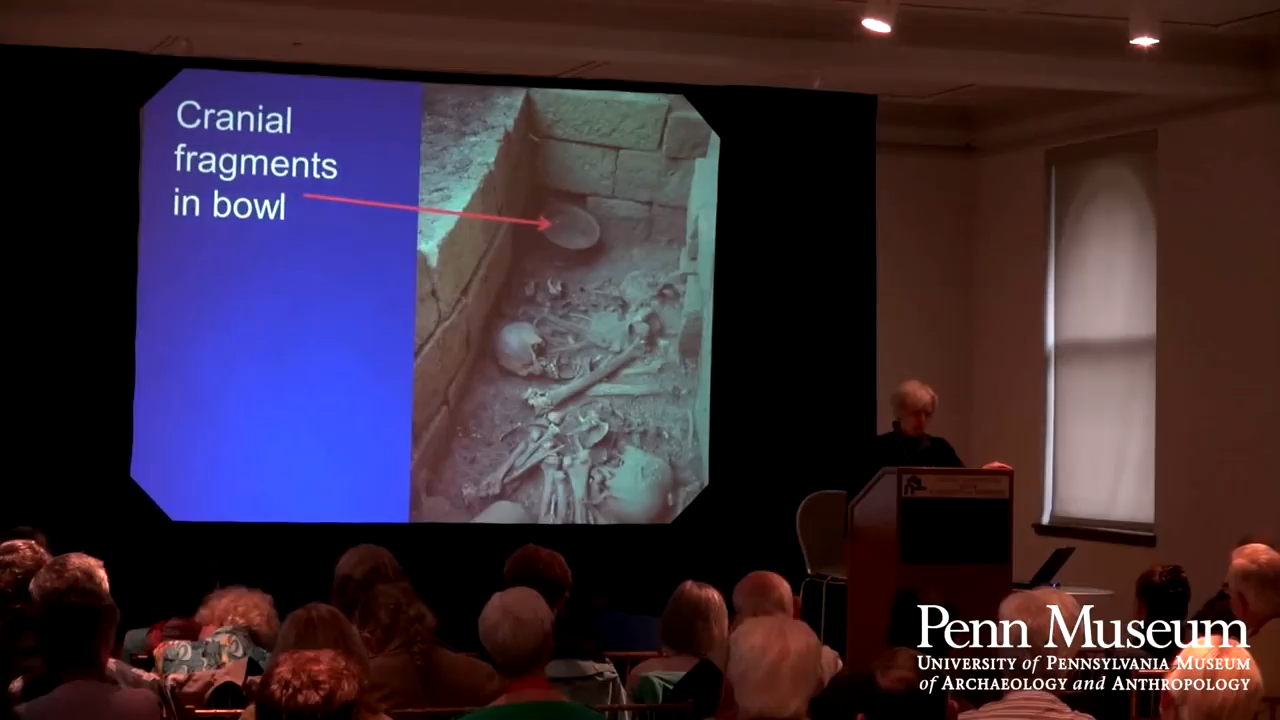 Cranial
fragments
in bowl
Penn Museum
University of Pennsylvania Museum
of Archaeology and Anthropology